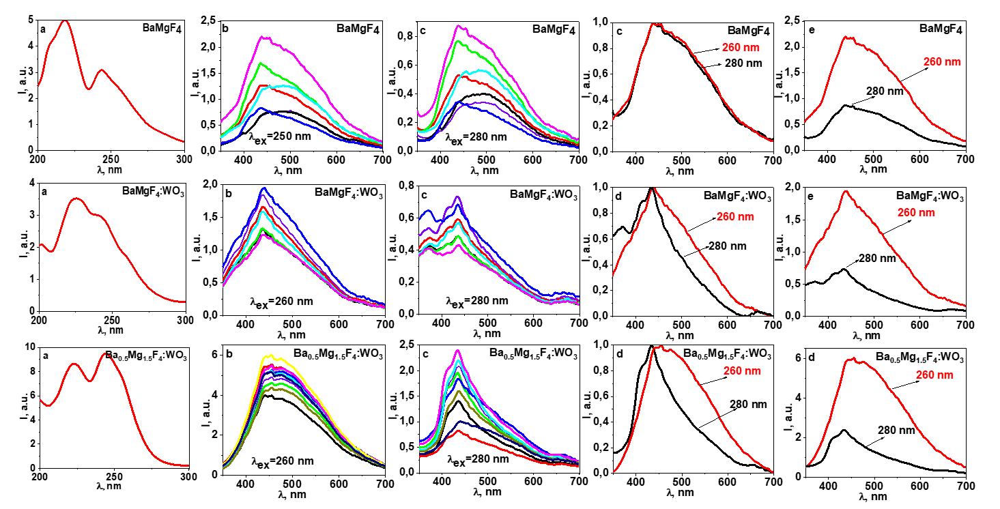 a
BaMgF4
5
4
3
2
1
0
200
250
300
I, a.u.
λ, nm
b
BaMgF4
2,5
2,0
1,5
1,0
0,5
0,0
400
500
600
700
I, a.u.
λ, nm
λex=250 nm
c
BaMgF4
0,8
0,6
0,4
0,2
0,0
400
500
600
700
I, a.u.
λ, nm
λex=280 nm
c
BaMgF4
1,0
0,8
0,6
0,4
0,2
0,0
400
500
600
700
I, a.u.
λ, nm
260 nm
280 nm
e
BaMgF4
2,5
2,0
1,5
1,0
0,5
0,0
400
500
600
700
I, a.u.
λ, nm
260 nm
280 nm
a
BaMgF4:WO3
4
3
2
1
0
200
250
300
I, a.u.
λ, nm
b
BaMgF4:WO3
2,0
1,5
1,0
0,5
0,0
400
500
600
700
I, a.u.
λ, nm
λex=260 nm
c
BaMgF4:WO3
0,8
0,6
0,4
0,2
0,0
400
500
600
700
I, a.u.
λ, nm
λex=280 nm
d
BaMgF4:WO3
1,0
0,8
0,6
0,4
0,2
0,0
400
500
600
700
I, a.u.
λ, nm
260 nm
280 nm
e
BaMgF4:WO3
2,0
1,5
1,0
0,5
0,0
400
500
600
700
I, a.u.
λ, nm
260 nm
280 nm
a
Ba0.5Mg1.5F4:WO3
10
8
6
4
2
0
200
250
300
I, a.u.
λ, nm
b
Ba0.5Mg1.5F4:WO3
6
4
2
0
400
500
600
700
I, a.u.
λ, nm
λex=260 nm
c
Ba0.5Mg1.5F4:WO3
2,5
2,0
1,5
1,0
0,5
0,0
400
500
600
700
I, a.u.
λ, nm
λex=280 nm
d
Ba0.5Mg1.5F4:WO3
1,0
0,8
0,6
0,4
0,2
0,0
400
500
600
700
I, a.u.
λ, nm
260 nm
280 nm
d
Ba0.5Mg1.5F4:WO3
6
4
2
0
400
500
600
700
I, a.u.
λ, nm
260 nm
280 nm